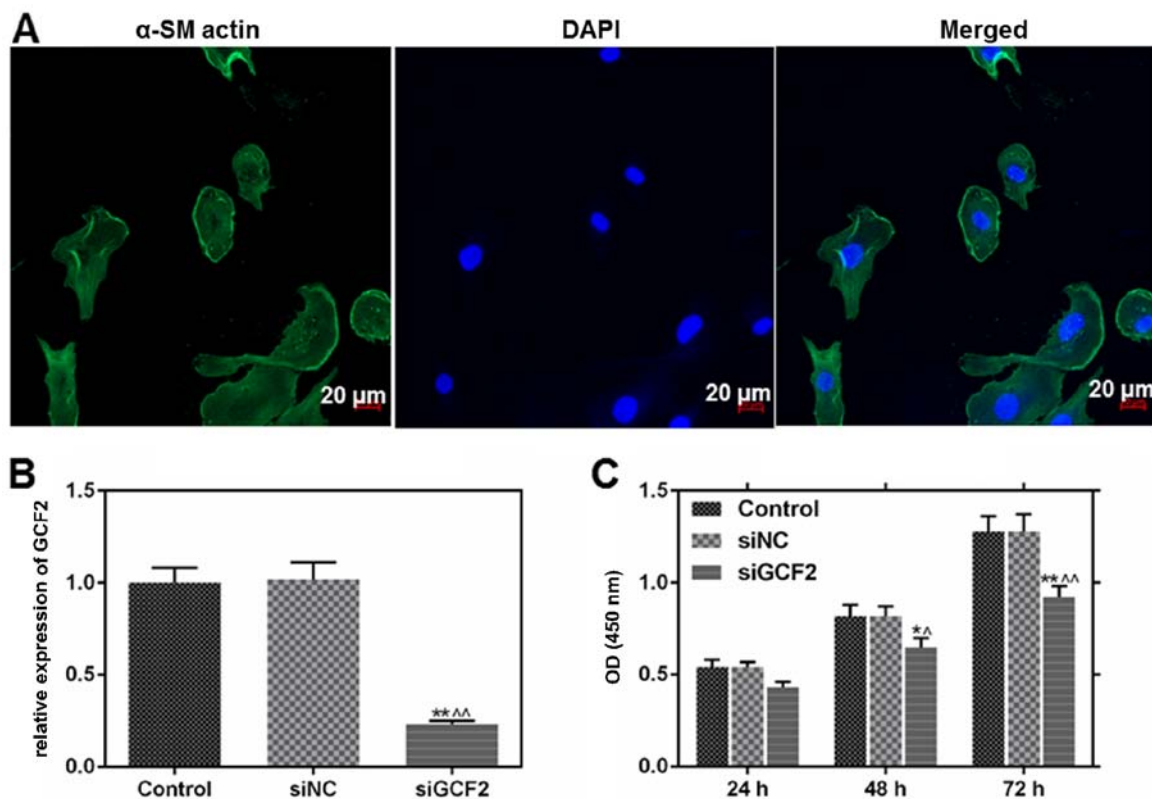 A
α-SM actin
DAPI
Merged
20 μm
20 μm
20 μm
B
relative expression of GCF2
1.5
1.0
0.5
0.0
**^^
Control
siNC
siGCF2
C
OD (450 nm)
1.5
1.0
0.5
0.0
Control
siNC
siGCF2
*^
**^^
24 h
48 h
72 h